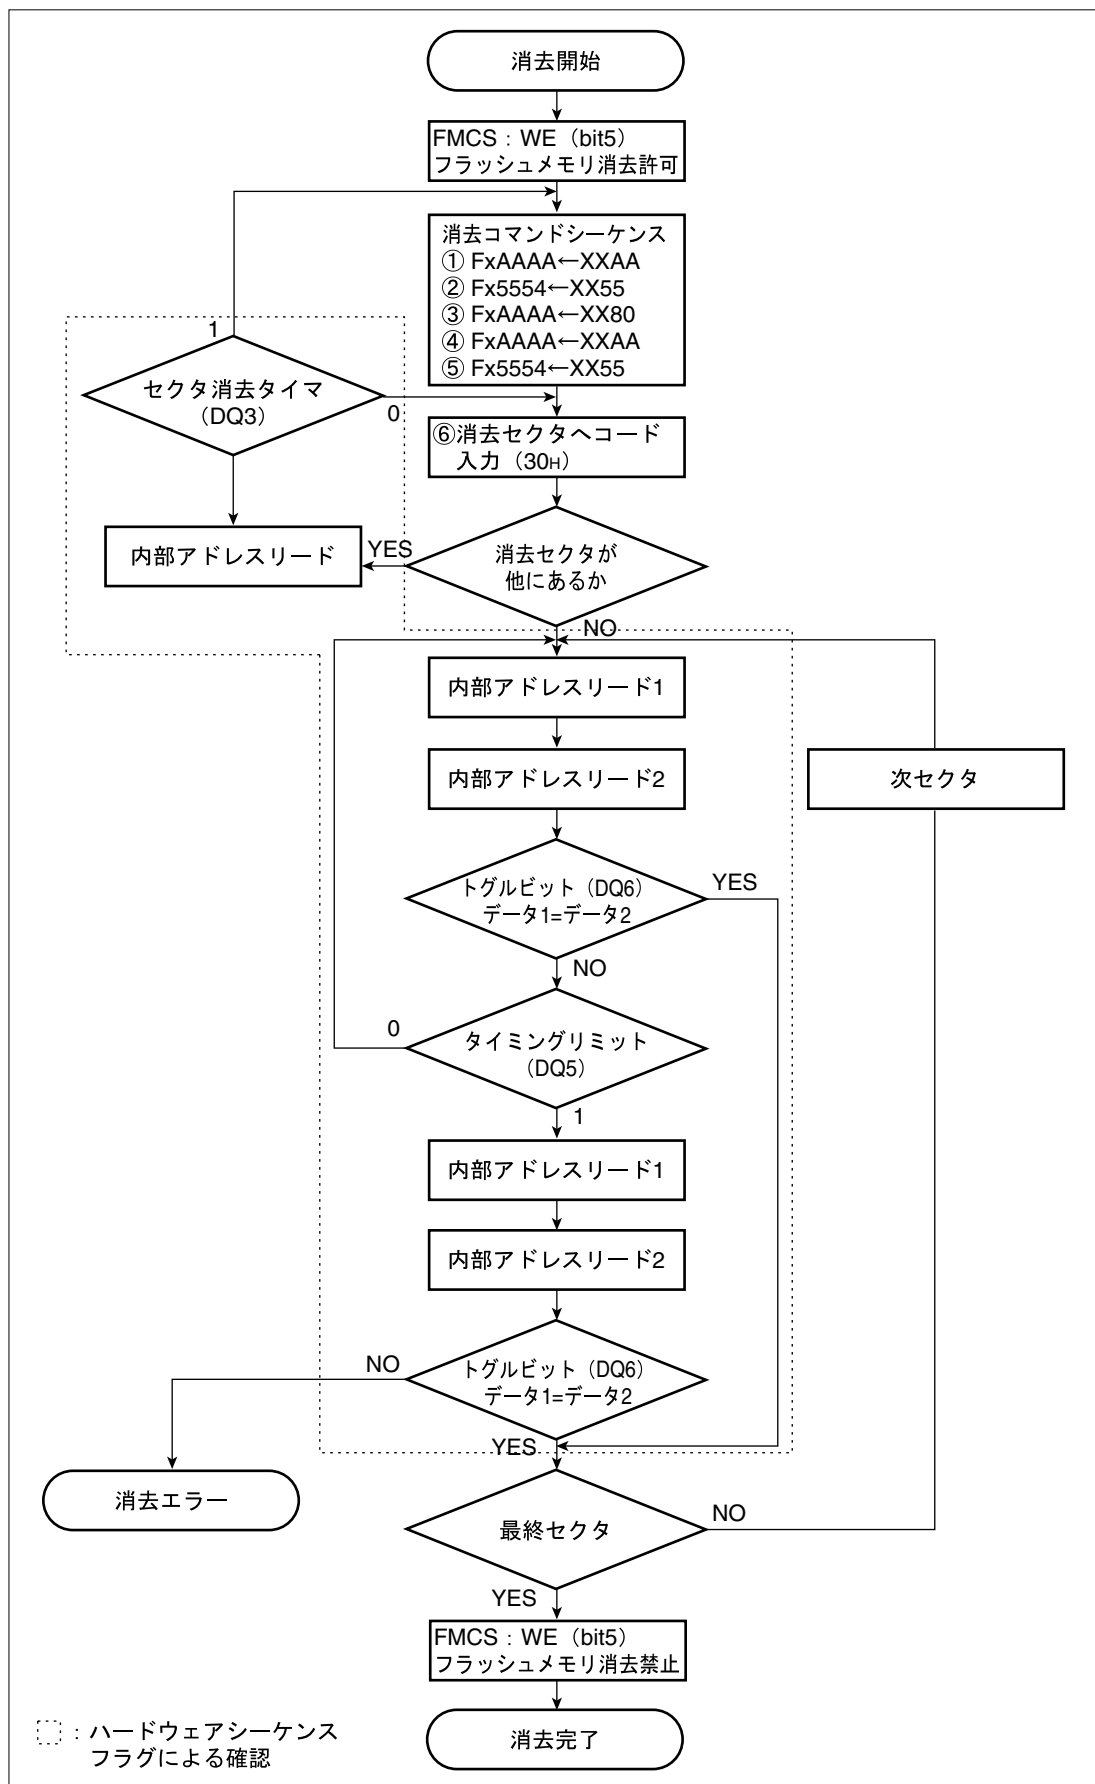 消去開始
FMCS：WE（bit5）
フラッシュメモリ消去許可
消去コマンドシーケンス
① FxAAAA←XXAA
② Fx5554←XX55
③ FxAAAA←XX80
④ FxAAAA←XXAA
⑤ Fx5554←XX55
1
セクタ消去タイマ
（DQ3）
0
⑥消去セクタへコード
入力（30H）
内部アドレスリード
YES
消去セクタが
他にあるか
NO
内部アドレスリード1
内部アドレスリード2
次セクタ
トグルビット（DQ6）
データ1=データ2
YES
NO
0
タイミングリミット
（DQ5）
1
内部アドレスリード1
内部アドレスリード2
NO
トグルビット（DQ6）
データ1=データ2
YES
消去エラー
最終セクタ
NO
YES
FMCS：WE（bit5）
フラッシュメモリ消去禁止
消去完了
：ハードウェアシーケンス
フラグによる確認